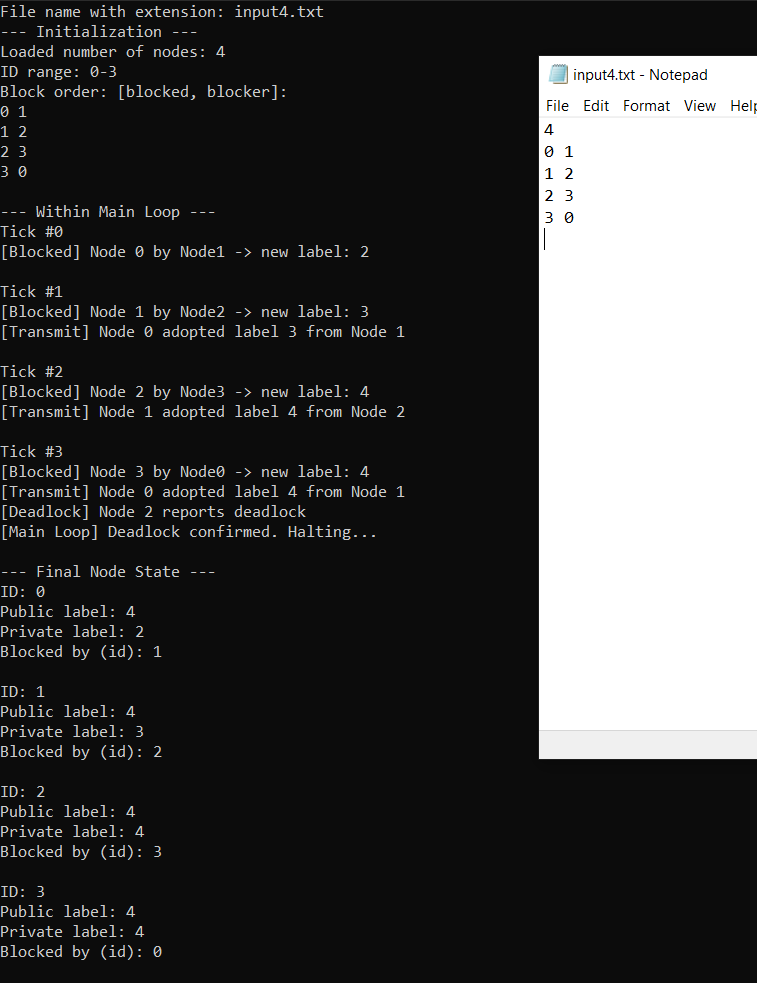 File name with extension: input4.txt
--- Initialization ---
Loaded number of nodes: 4
ID range: 0-3
Block order: [blocked, blocker]:
0 1
1 2
2 3
3 0

--- Within Main Loop ---
Tick #0
[Blocked] Node 0 by Node1 -> new label: 2

Tick #1
[Blocked] Node 1 by Node2 -> new label: 3
[Transmit] Node 0 adopted label 3 from Node 1

Tick #2
[Blocked] Node 2 by Node3 -> new label: 4
[Transmit] Node 1 adopted label 4 from Node 2

Tick #3
[Blocked] Node 3 by Node0 -> new label: 4
[Transmit] Node 0 adopted label 4 from Node 1
[Deadlock] Node 2 reports deadlock
[Main Loop] Deadlock confirmed. Halting...

--- Final Node State ---
ID: 0
Public label: 4
Private label: 2
Blocked by (id): 1

ID: 1
Public label: 4
Private label: 3
Blocked by (id): 2

ID: 2
Public label: 4
Private label: 4
Blocked by (id): 3

ID: 3
Public label: 4
Private label: 4
Blocked by (id): 0

input4.txt - Notepad
File Edit Format View Help
4
0 1
1 2
2 3
3 0